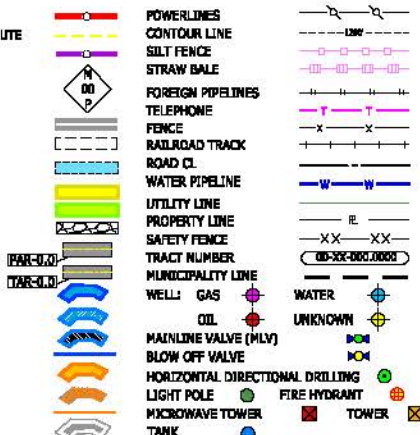 POWERLINES
LITE CONTOUR LINE
SILT FENCE
STRAW BALE
M
00
P
FOREIGN PIPELINES
TELEPHONE T T
FENCE X X
RAILROAD TRACK
ROAD CL
WATER PIPELINE W W
UTILITY LINE
PROPERTY LINE PL
SAFETY FENCE XX XX
PAR-0.0 TRACT NUMBER 00-XX-000.0000
TAR-0.0 MUNICIPALITY LINE
WELL: GAS WATER
OIL UNKNOWN
MAINLINE VALVE (MLV)
BLOW OFF VALVE
HORIZONTAL DIRECTIONAL DRILLING
LIGHT POLE FIRE HYDRANT
MICROWAVE TOWER TOWER
TANK